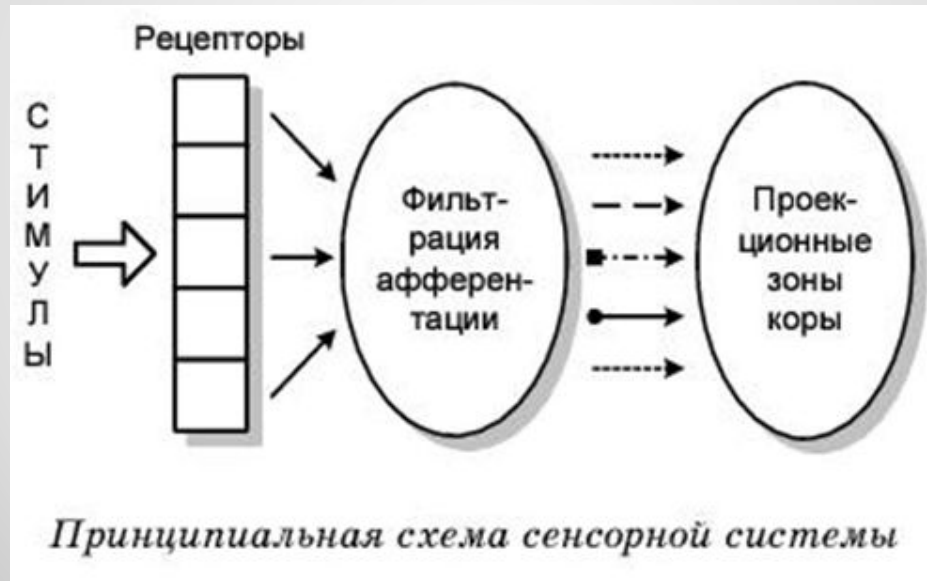 Рецепторы
С
Т
И
М
У
Л
Ы
Фильт-
рация
афферен-
тации
Проек-
ционные
зоны
коры
Принципиальная схема сенсорной системы